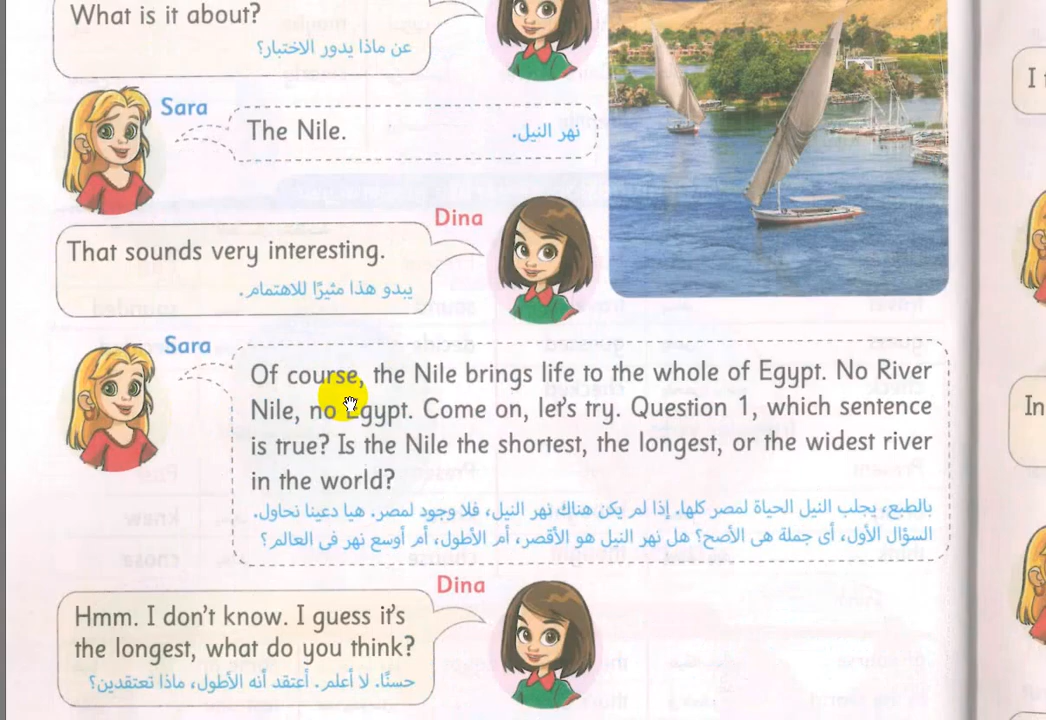 What is it about?
عن ماذا يدور الاختبار؟
Sara
The Nile.
نهر النيل.
Dina
That sounds very interesting.
يبدو هذا مثيرًا للاهتمام.
Sara
Of course, the Nile brings life to the whole of Egypt. No River
Nile, no Egypt. Come on, let's try. Question 1, which sentence
is true? Is the Nile the shortest, the longest, or the widest river
in the world?
بالطبع، يجلب النيل الحياة لمصر كلها. إذا لم يكن هناك نهر النيل، فلا وجود لمصر. هيا دعينا نحاول.
السؤال الأول، أى جملة هى الأصح؟ هل نهر النيل هو الأقصر، أم الأطول، أم أوسع نهر فى العالم؟
Dina
Hmm. I don't know. I guess it's
the longest, what do you think?
حسنًا. لا أعلم. أعتقد أنه الأطول، ماذا تعتقدين؟
I
In